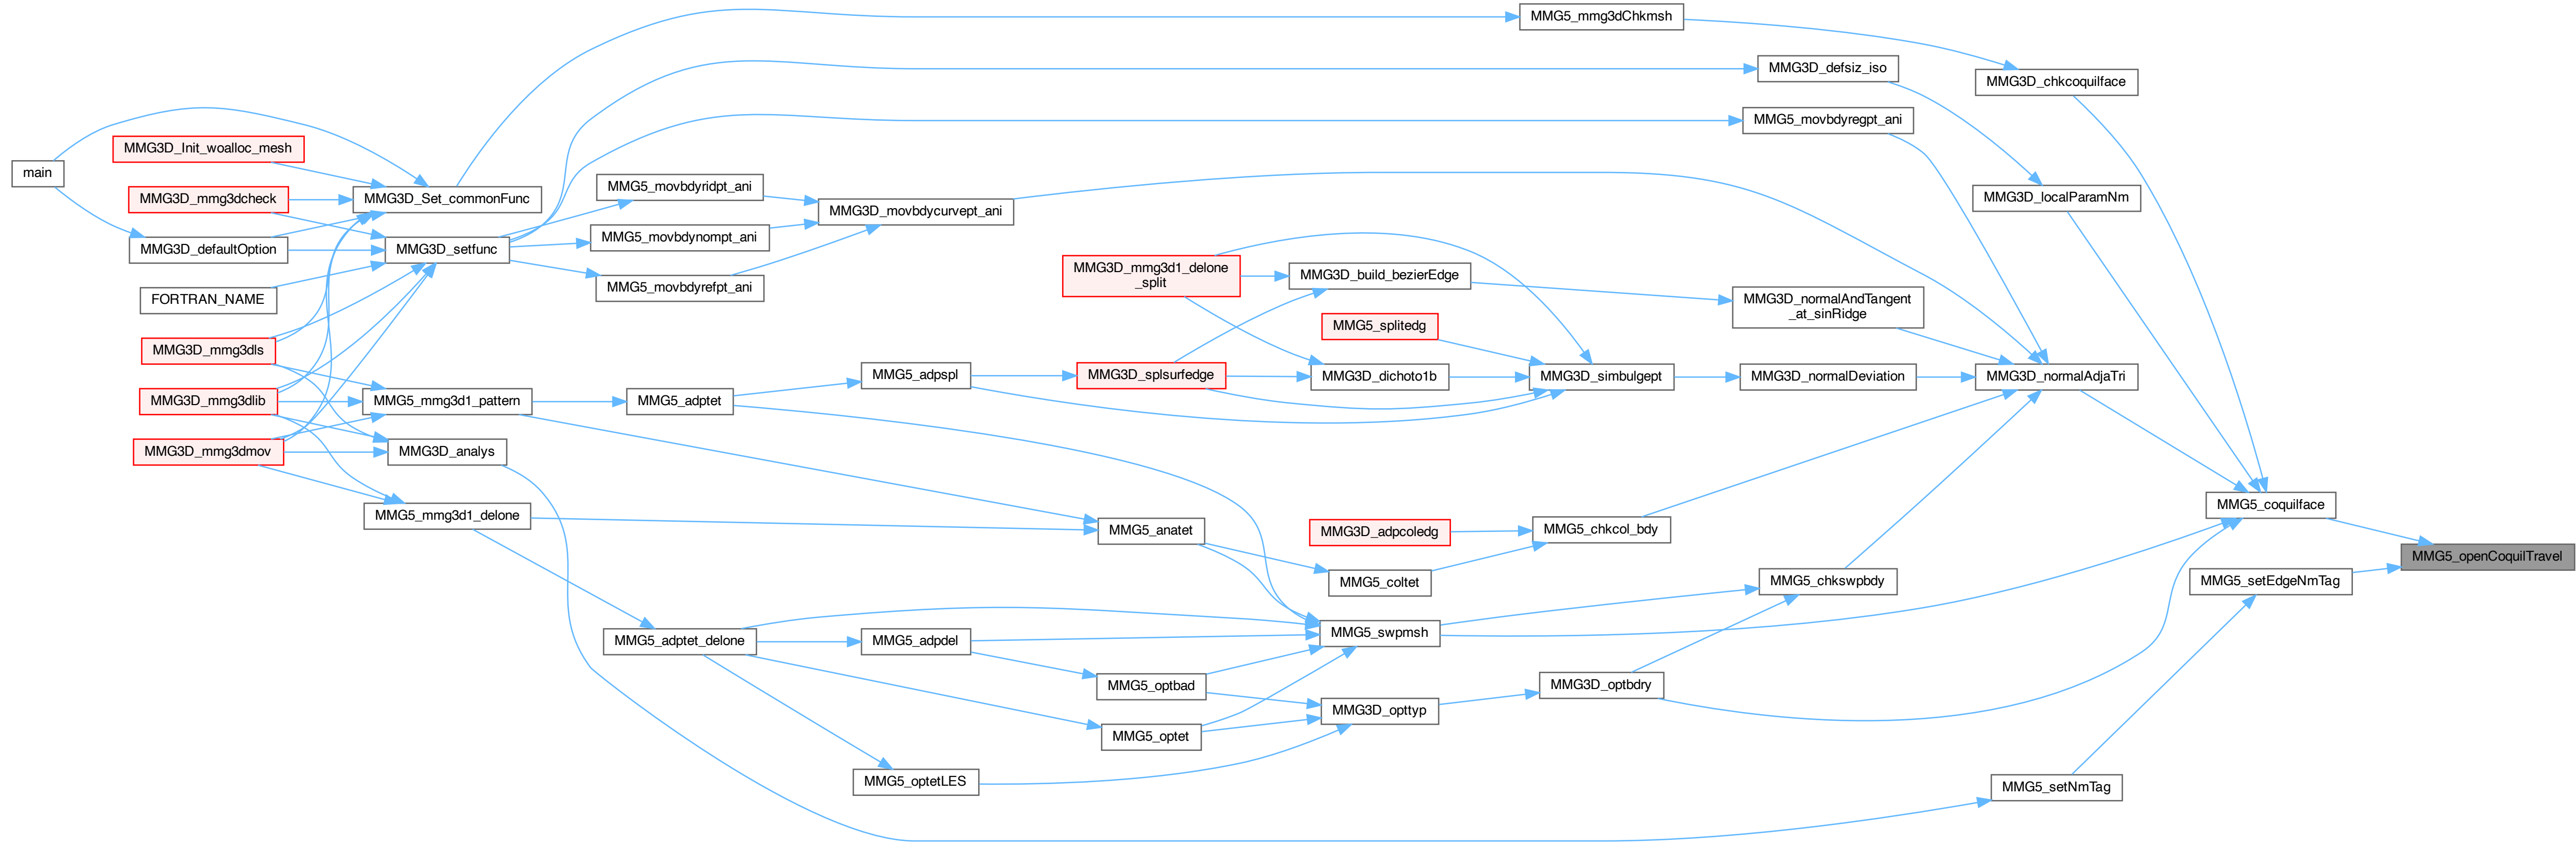 MMG5_mmg3dChkmsh
MMG3D_defsiz_iso
MMG3D_chkcoquilface
MMG5_movbdyregpt_ani
MMG3D_Init_woalloc_mesh
main
MMG5_movbdyridpt_ani
MMG3D_mmg3dcheck
MMG3D_Set_commonFunc
MMG3D_localParamNm
MMG3D_movbdycurvept_ani
MMG5_movbdynompt_ani
MMG3D_defaultOption
MMG3D_setfunc
MMG3D_mmg3d1_delone
_split
MMG3D_build_bezierEdge
MMG5_movbdyrefpt_ani
FORTRAN_NAME
MMG3D_normalAndTangent
_at_sinRidge
MMG5_splitedg
MMG3D_mmg3dls
MMG5_adpspl
MMG3D_splsurfedge
MMG3D_dichoto1b
MMG3D_simbulgept
MMG3D_normalDeviation
MMG3D_normalAdjaTri
MMG3D_mmg3dlib
MMG5_mmg3d1_pattern
MMG5_adptet
MMG3D_mmg3dmov
MMG3D_analys
MMG5_coquilface
MMG5_mmg3d1_delone
MMG5_anatet
MMG3D_adpcoledg
MMG5_chkcol_bdy
MMG5_openCoquilTravel
MMG5_coltet
MMG5_chkswpbdy
MMG5_setEdgeNmTag
MMG5_adptet_delone
MMG5_adpdel
MMG5_swpmsh
MMG5_optbad
MMG3D_optbdry
MMG3D_opttyp
MMG5_optet
MMG5_optetLES
MMG5_setNmTag